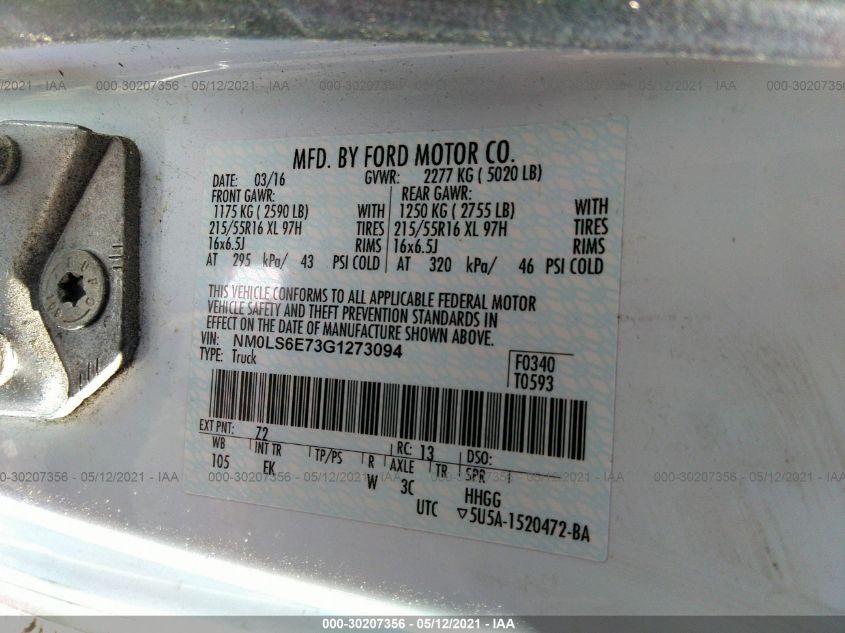 000-30207356 - 05/12/2021 - IAA
MFD. BY FORD MOTOR CO.
DATE: 03/16 GVWR: 2277 KG ( 5020 LB)
FRONT GAWR: REAR GAWR:
1175 KG ( 2590 LB) WITH 1250 KG ( 2755 LB) WITH
215/55R16 XL 97H TIRES 215/55R16 XL 97H TIRES
16x6.5J RIMS 16x6.5J RIMS
AT 295 kPa/ 43 PSI COLD AT 320 kPa/ 46 PSI COLD
THIS VEHICLE CONFORMS TO ALL APPLICABLE FEDERAL MOTOR
VEHICLE SAFETY AND THEFT PREVENTION STANDARDS IN
EFFECT ON THE DATE OF MANUFACTURE SHOWN ABOVE.
VIN: NM0LS6E73G1273094
TYPE: Truck
F0340
T0593
EXT PNT: Z2 RC: 13 DSO:
WB INT TR TP/PS R AXLE TR SPR
105 EK W 3C HHGG
UTC ▽5U5A-1520472-BA
000-30207356 - 05/12/2021 - IAA
000-30207356 - 05/12/2021 - IAA